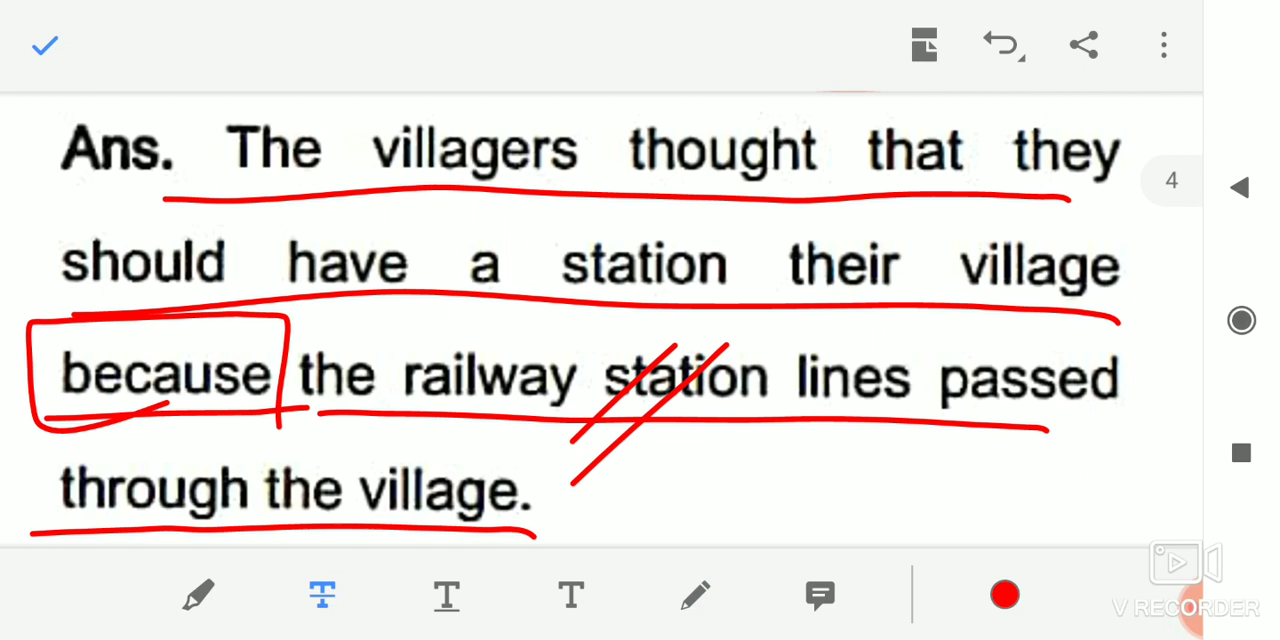 Ans. The villagers thought that they
4
should have a station their village
because the railway station lines passed
through the village.
T T T
V RECORDER